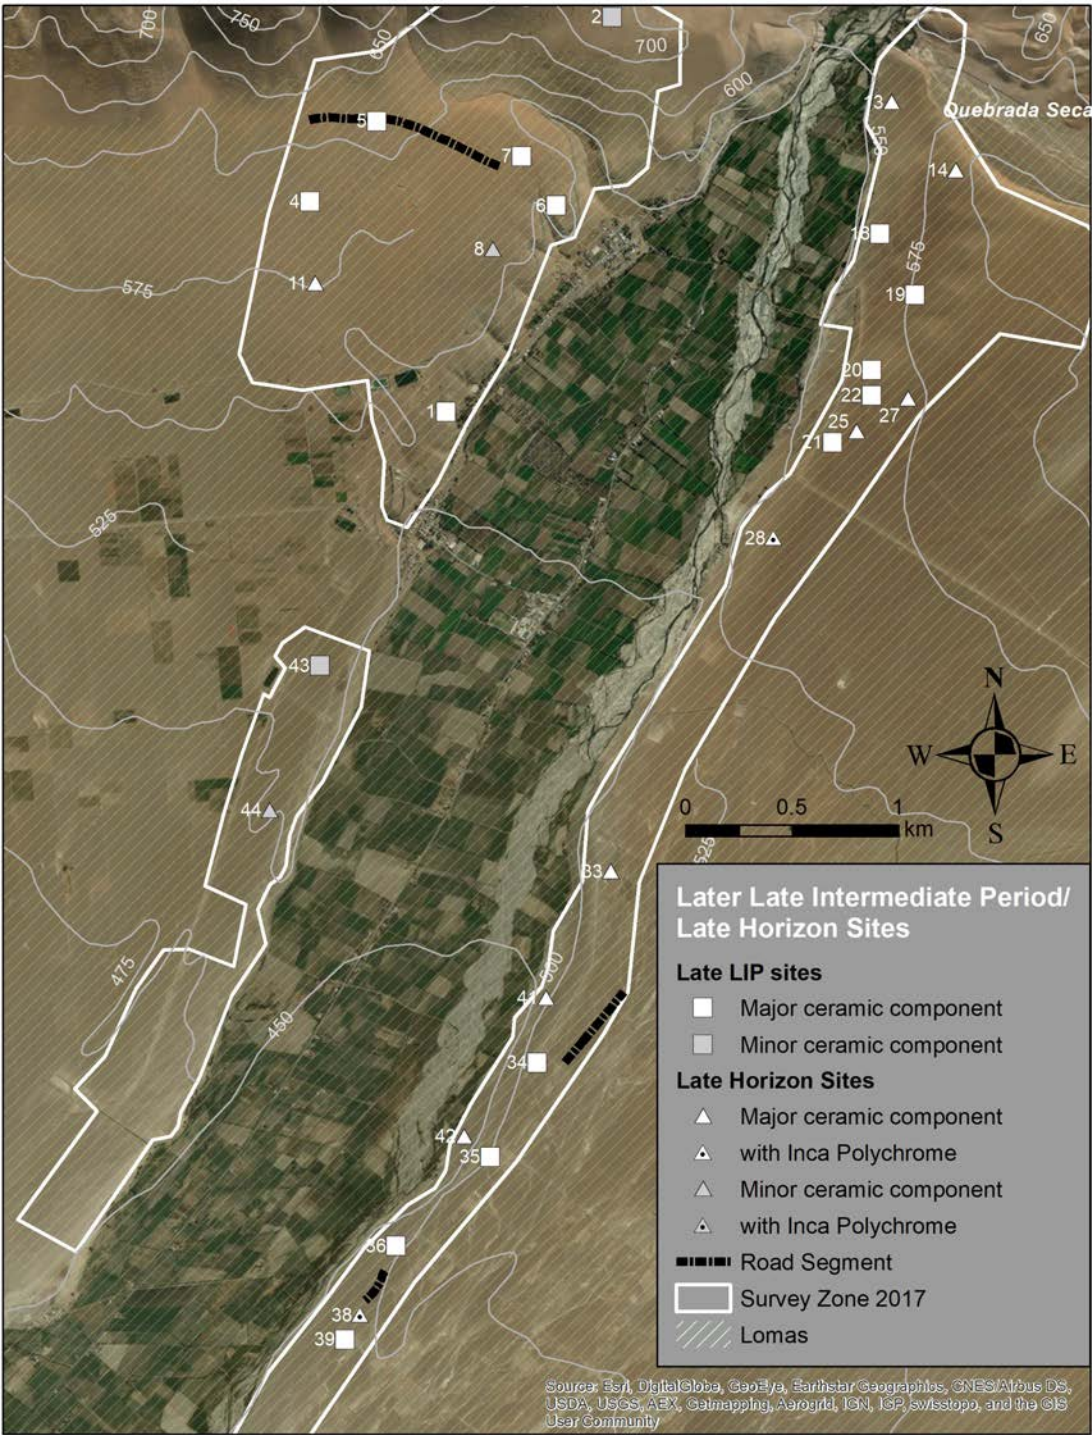 700
750
650
2
700
600
650
13
Quebrada Seca
550
5
7
14
4
6
18
8
575
11
575
19
20
22
27
1
25
21
525
28
43
N
W E
S
44
0 0.5 1
km
525
33
Later Late Intermediate Period/
Late Horizon Sites
Late LIP sites
Major ceramic component
Minor ceramic component
Late Horizon Sites
Major ceramic component
with Inca Polychrome
Minor ceramic component
with Inca Polychrome
Road Segment
Survey Zone 2017
Lomas
475
500
41
450
34
42
35
36
38
39
Source: Esri, DigitalGlobe, GeoEye, Earthstar Geographics, CNES/Airbus DS,
USDA, USGS, AEX, Getmapping, Aerogrid, IGN, IGP, swisstopo, and the GIS
User Community